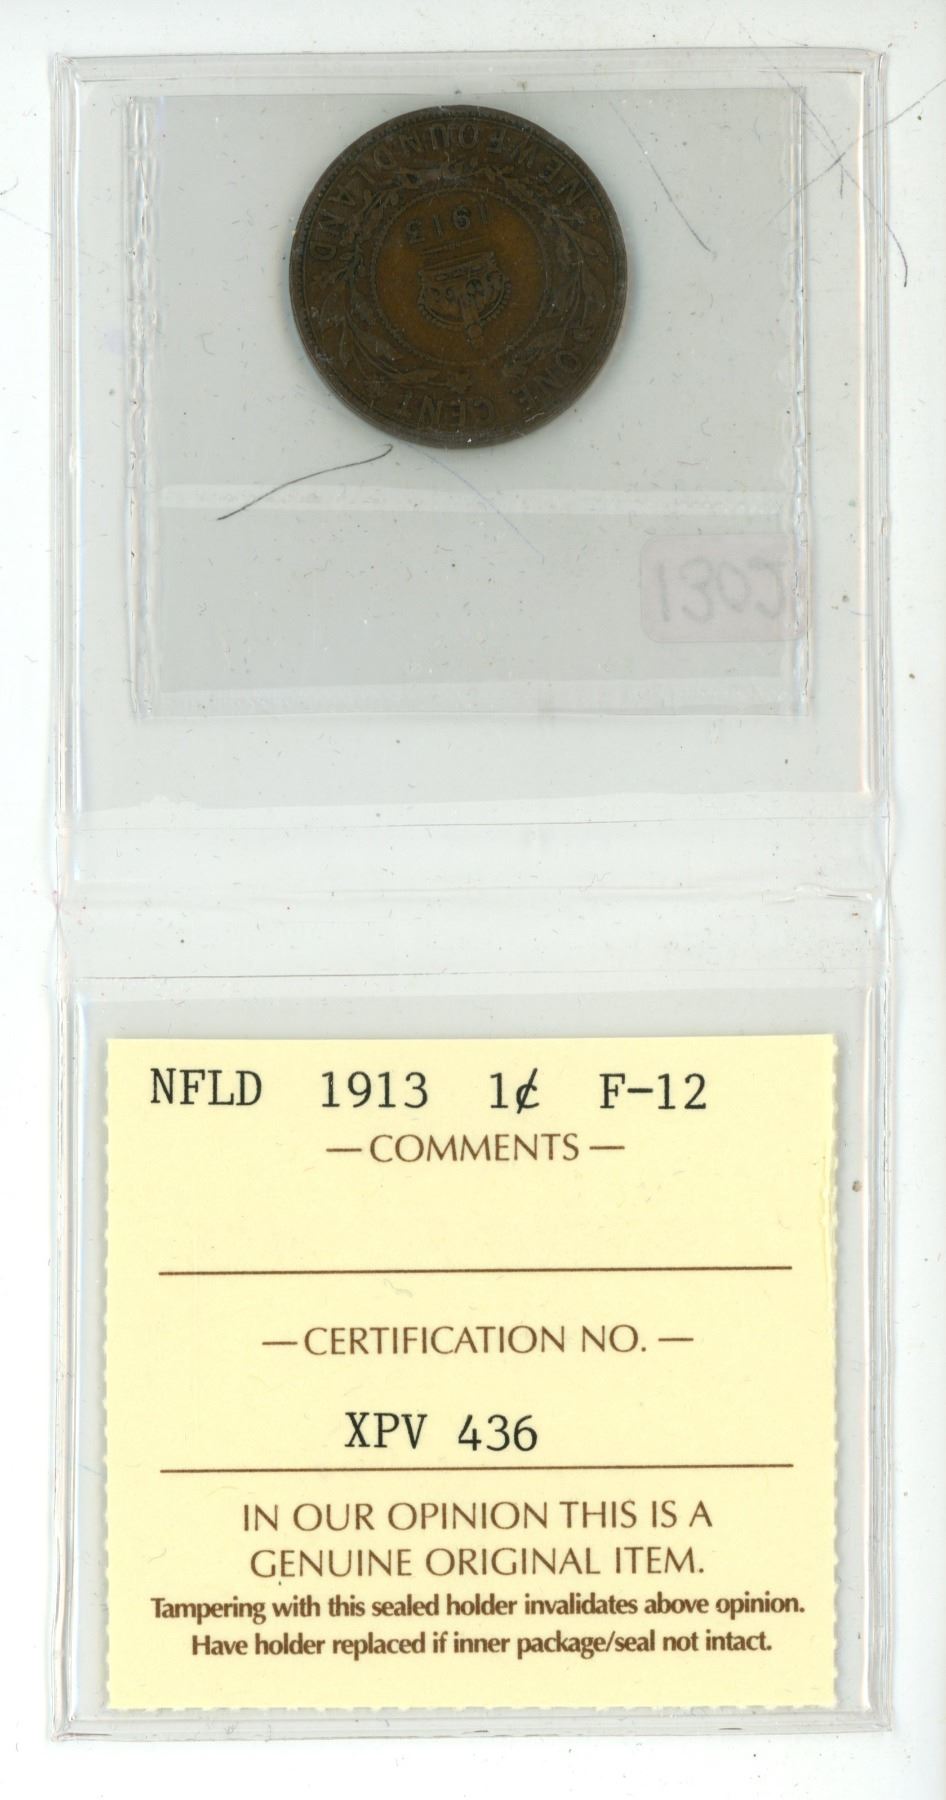 NEWFOUNDLAND
1913
ONE CENT
1302
NFLD 1913 1¢ F-12
—COMMENTS—
—CERTIFICATION NO.—
XPV 436
IN OUR OPINION THIS IS A
GENUINE ORIGINAL ITEM.
Tampering with this sealed holder invalidates above opinion.
Have holder replaced if inner package/seal not intact.